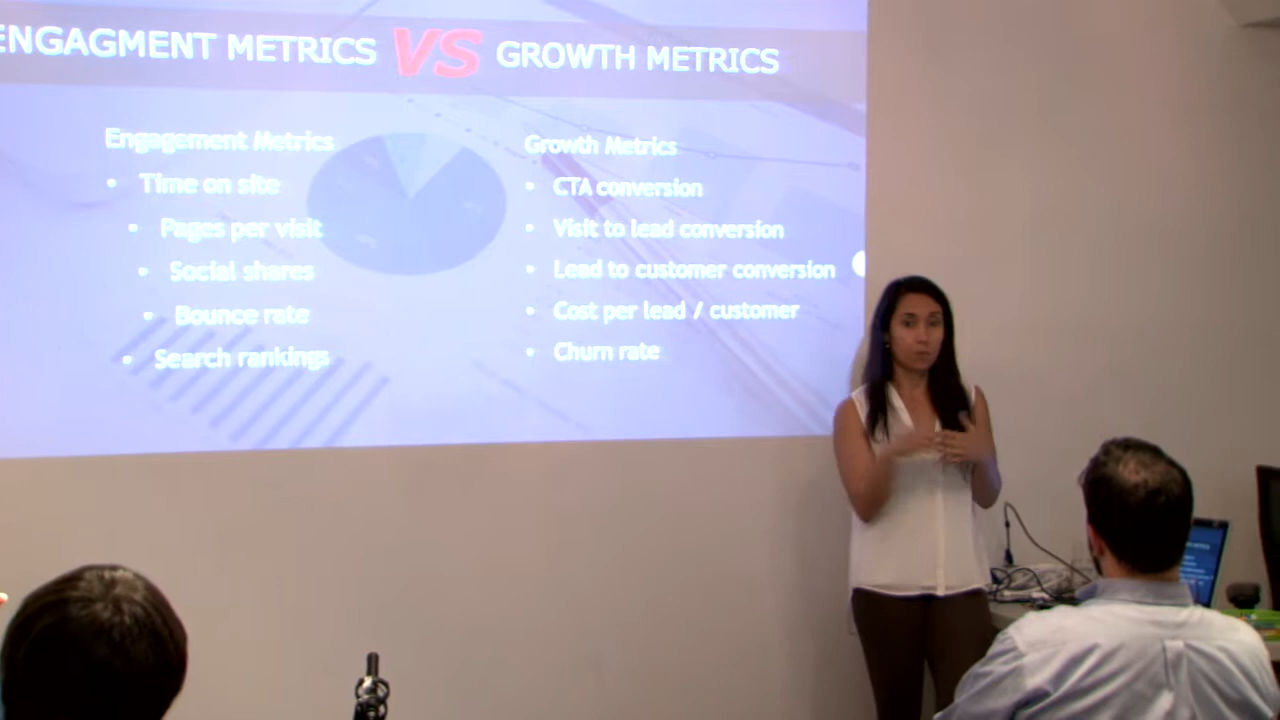 ENGAGMENT METRICS VS GROWTH METRICS
Engagement Metrics
• Time on site
• Pages per visit
• Social shares
• Bounce rate
• Search rankings
Growth Metrics
• CTA conversion
• Visit to lead conversion
• Lead to customer conversion
• Cost per lead / customer
• Churn rate